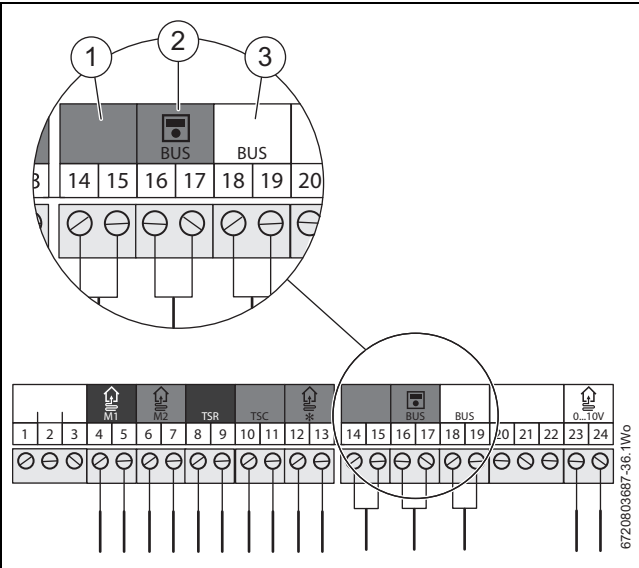 1 2 3
BUS BUS
3 14 15 16 17 18 19 20
M1 M2 TSR TSC * BUS BUS 0...10V
1 2 3 4 5 6 7 8 9 10 11 12 13 14 15 16 17 18 19 20 21 22 23 24
6720803687-36.1Wo